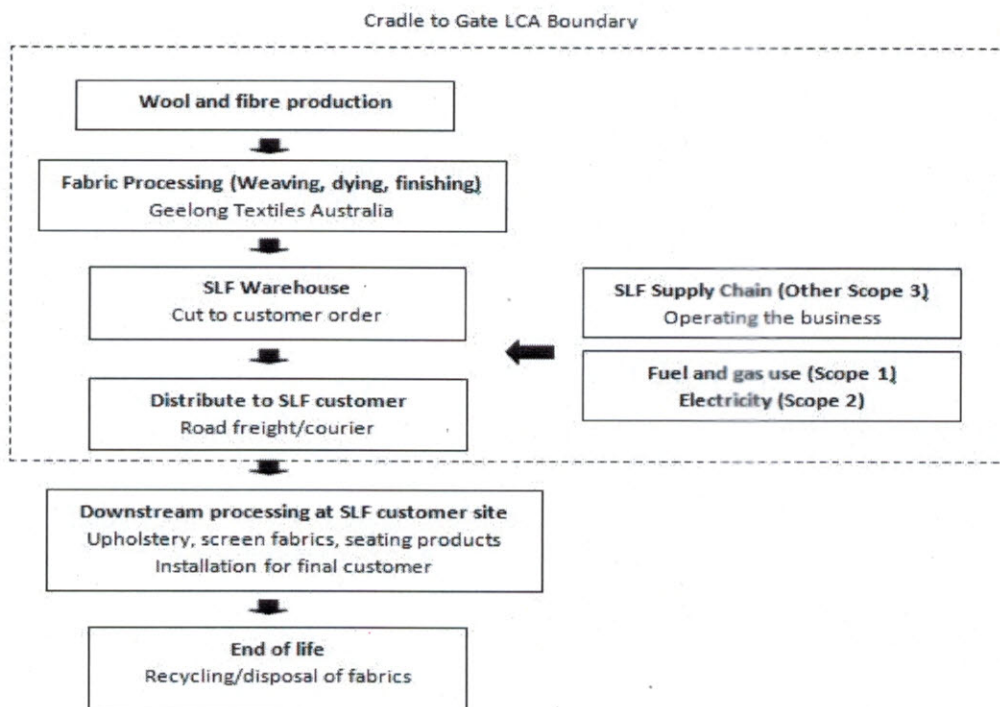 Cradle to Gate LCA Boundary
Wool and fibre production
Fabric Processing (Weaving, dying, finishing)
Geelong Textiles Australia
SLF Warehouse
Cut to customer order
Distribute to SLF customer
Road freight/courier
SLF Supply Chain (Other Scope 3)
Operating the business
Fuel and gas use (Scope 1)
Electricity (Scope 2)
Downstream processing at SLF customer site
Upholstery, screen fabrics, seating products
Installation for final customer
End of life
Recycling/disposal of fabrics